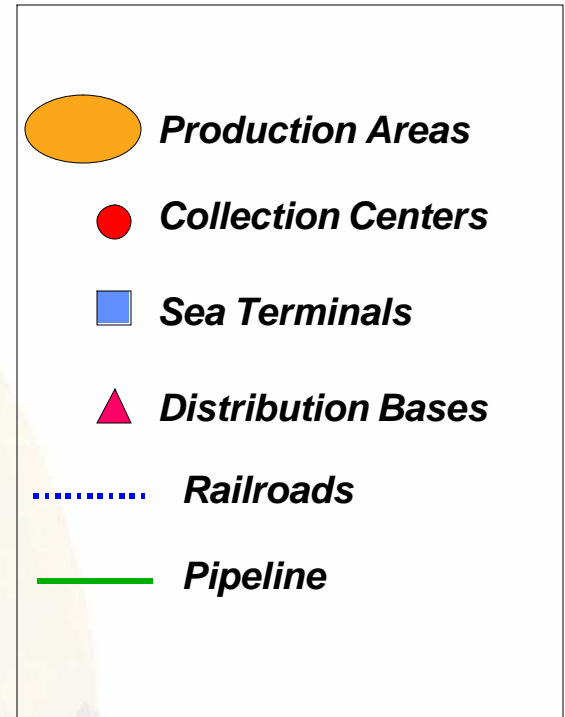 Production Areas
Collection Centers
Sea Terminals
Distribution Bases
Railroads
Pipeline